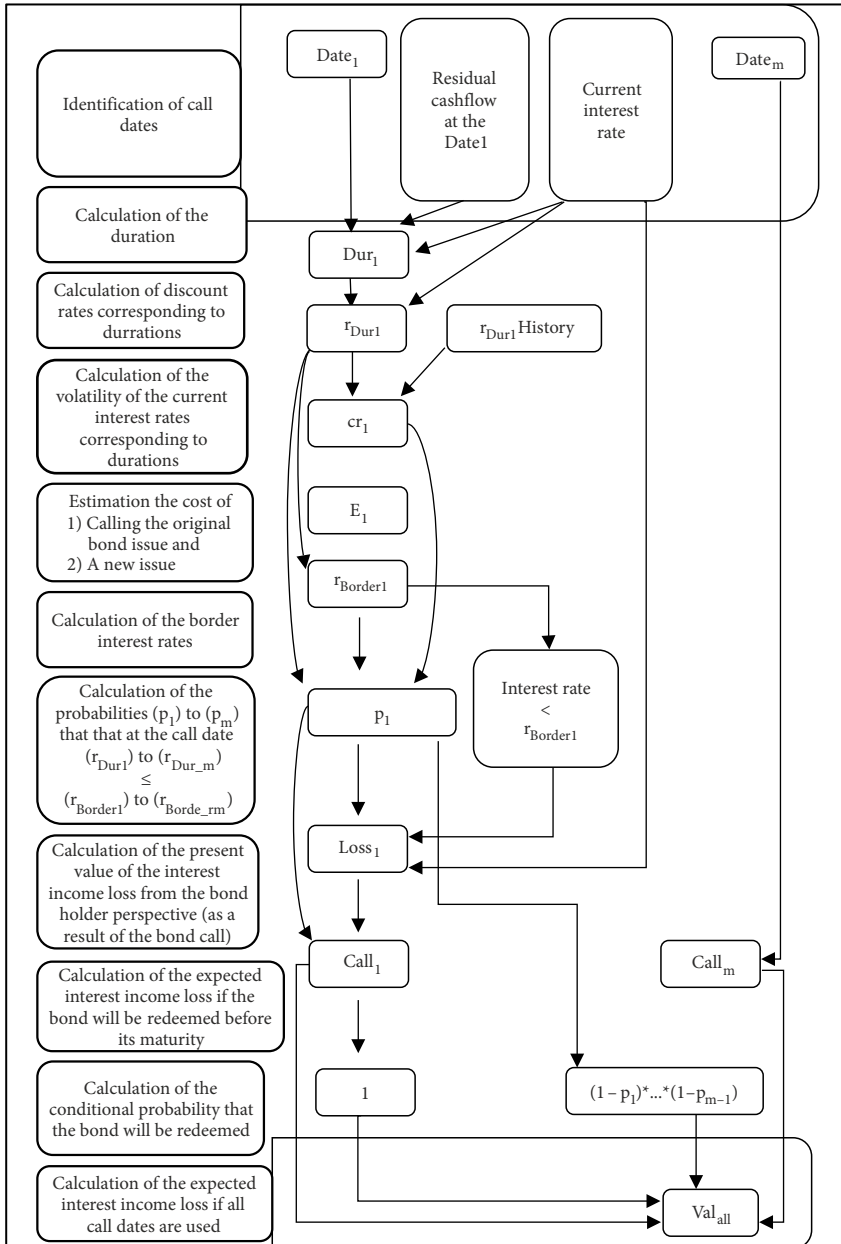 Identification of call
dates
Calculation of the
duration
Calculation of discount
rates corresponding to
durrations
Calculation of the
volatility of the current
interest rates
corresponding to
durations
Estimation the cost of
1) Calling the original
bond issue and
2) A new issue
Calculation of the border
interest rates
Calculation of the
probabilities (p1) to (pm)
that that at the call date
(rDur1) to (rDur_m)
≤
(rBorder1) to (rBorde_rm)
Calculation of the present
value of the interest
income loss from the bond
holder perspective (as a
result of the bond call)
Calculation of the expected
interest income loss if the
bond will be redeemed before
its maturity
Calculation of the
conditional probability that
the bond will be redeemed
Calculation of the expected
interest income loss if all
call dates are used
Date1
Residual
cashflow
at the
Date1
Current
interest
rate
Datem
Dur1
rDur1
rDur1History
cr1
E1
rBorder1
Interest rate
<
rBorder1
p1
Loss1
Call1
Callm
1
(1 – p1)*...*(1–pm–1)
Valall